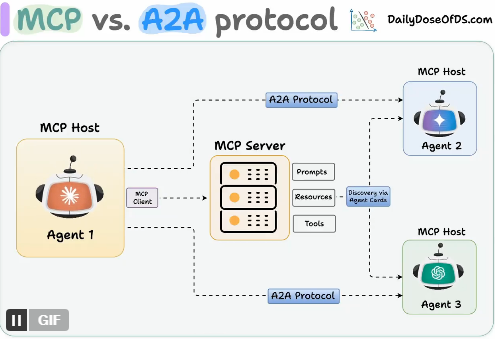 MCP vs. A2A protocol
DailyDoseOfDS.com
MCP Host
Agent 1
MCP
Client
A2A Protocol
MCP Server
Prompts
Resources
Tools
Discovery via
Agent Cards
A2A Protocol
MCP Host
Agent 2
MCP Host
Agent 3
GIF